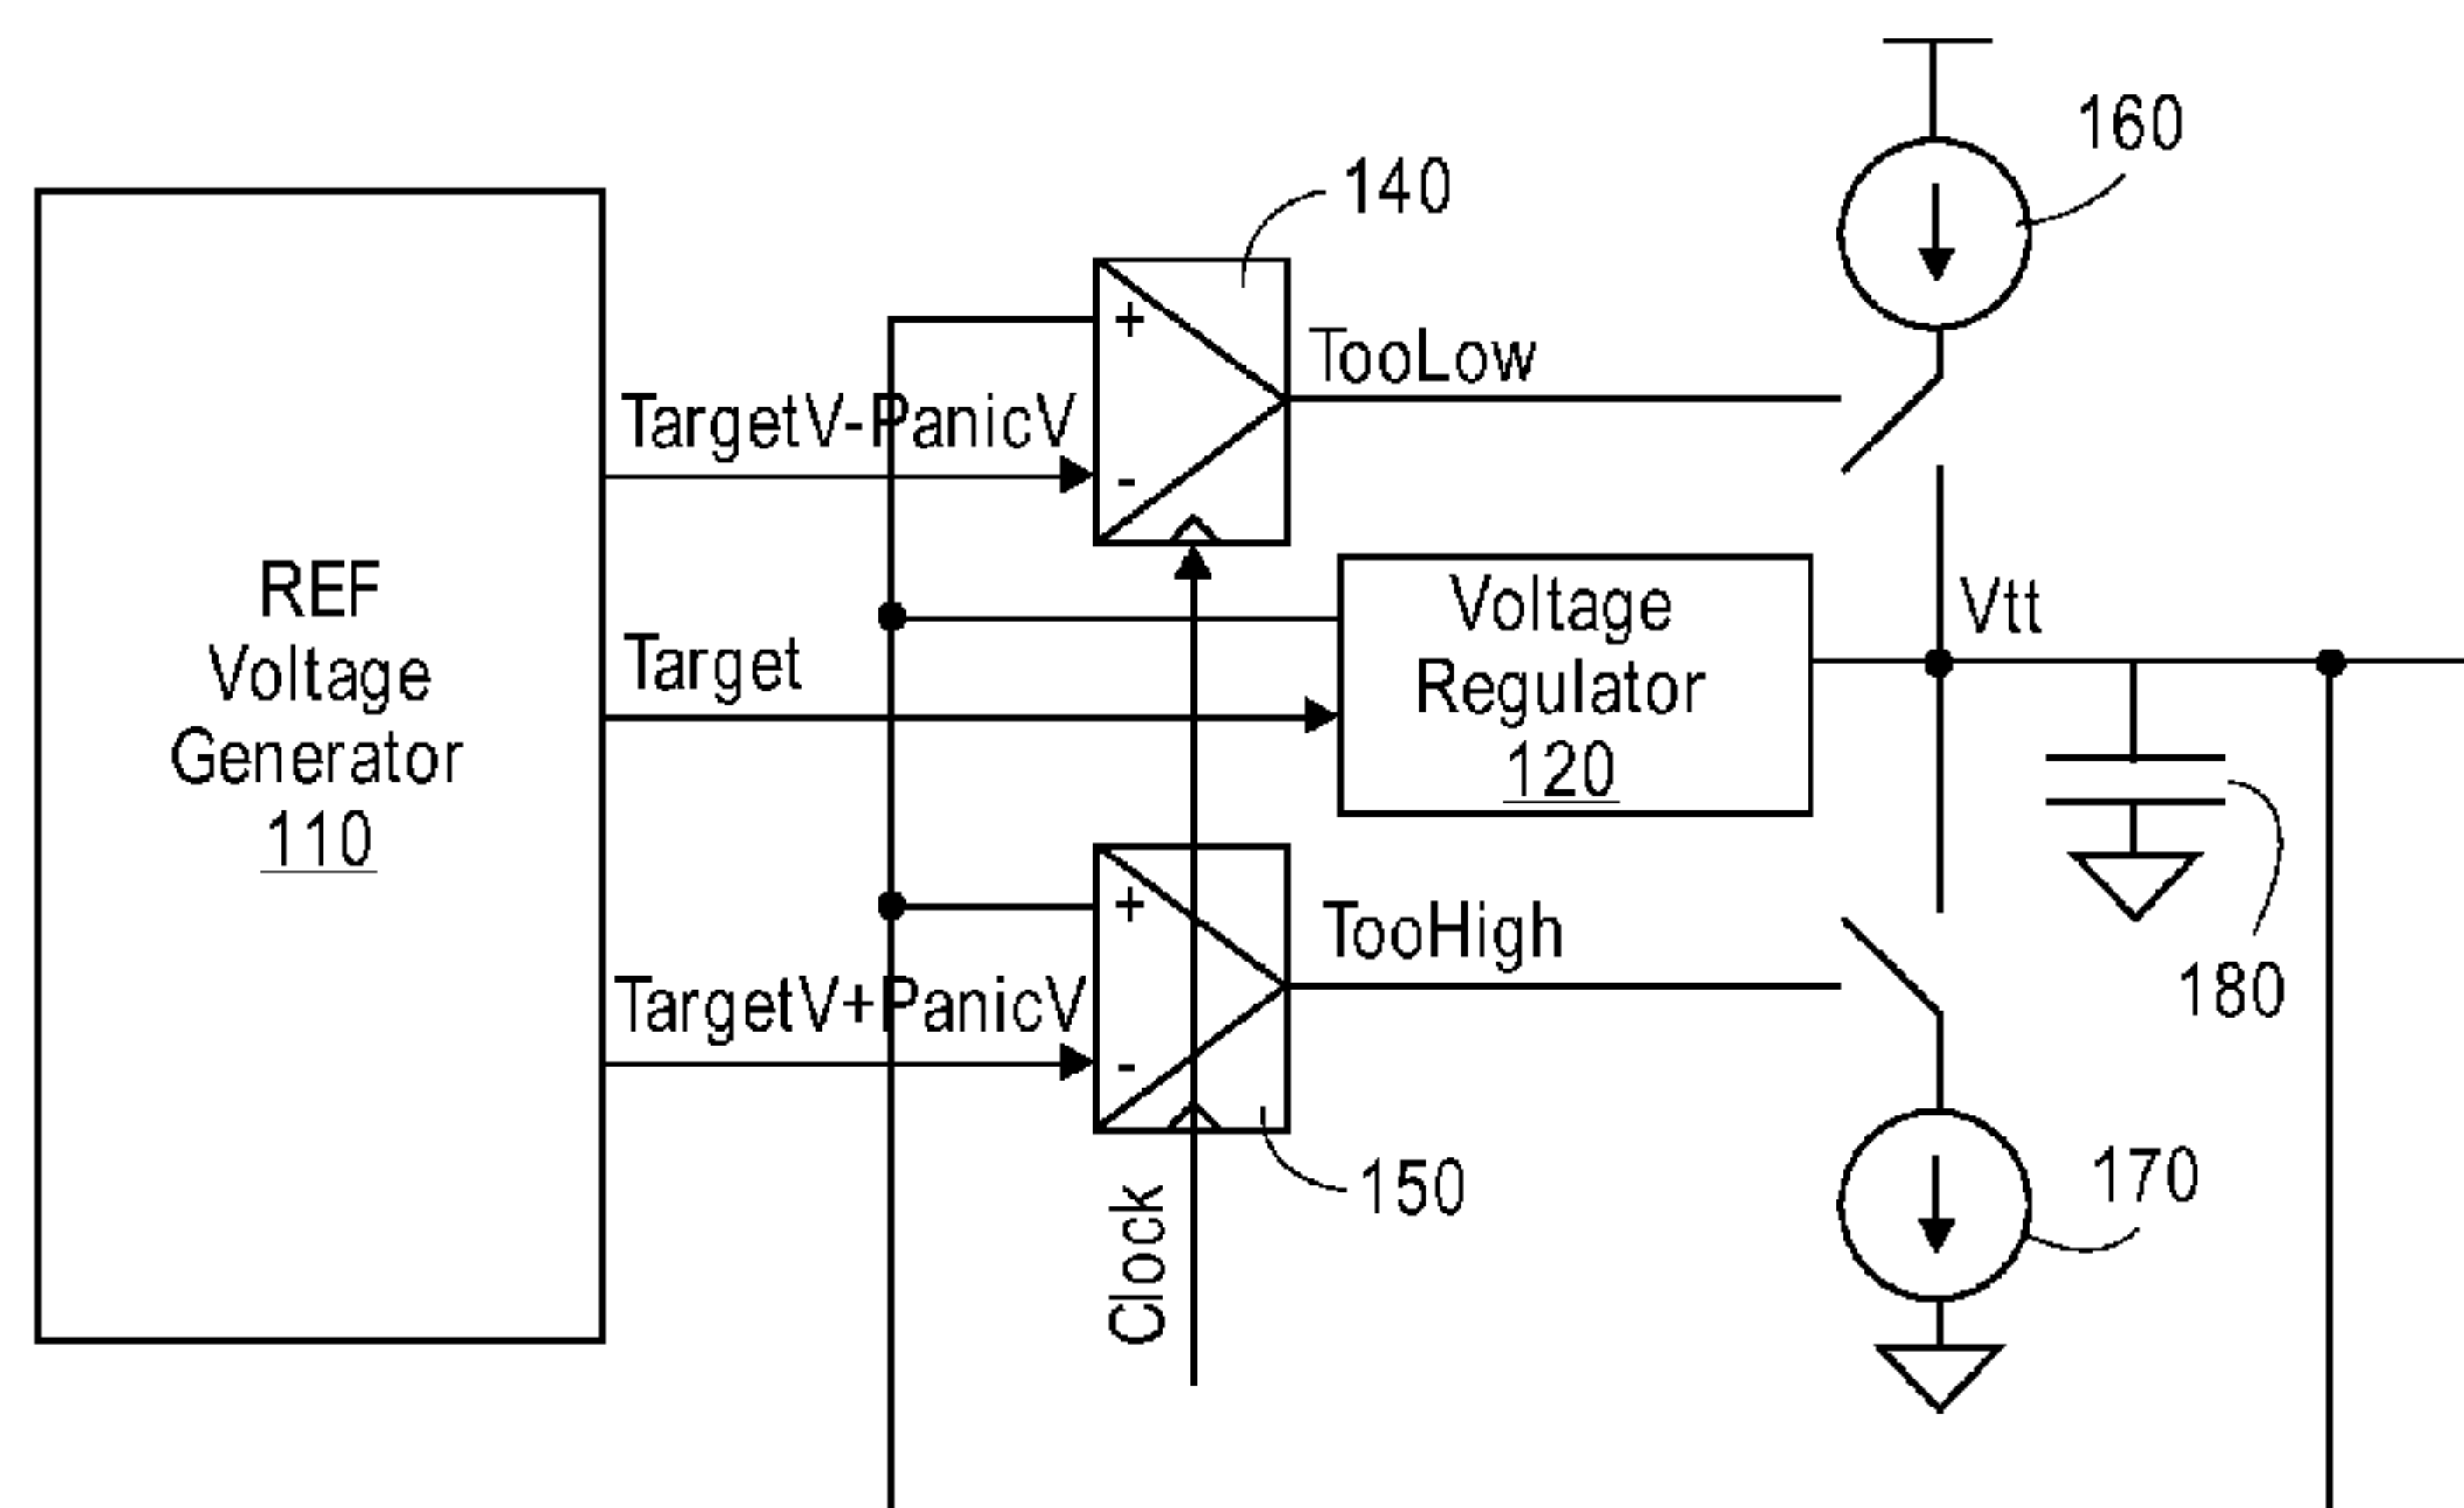 160
140
+
TooLow
TargetV-PanicV
-
REF
Voltage
Generator
110
Voltage
Regulator
120
Vtt
Target
+
TooHigh
TargetV+PanicV
-
180
150
170
Clock